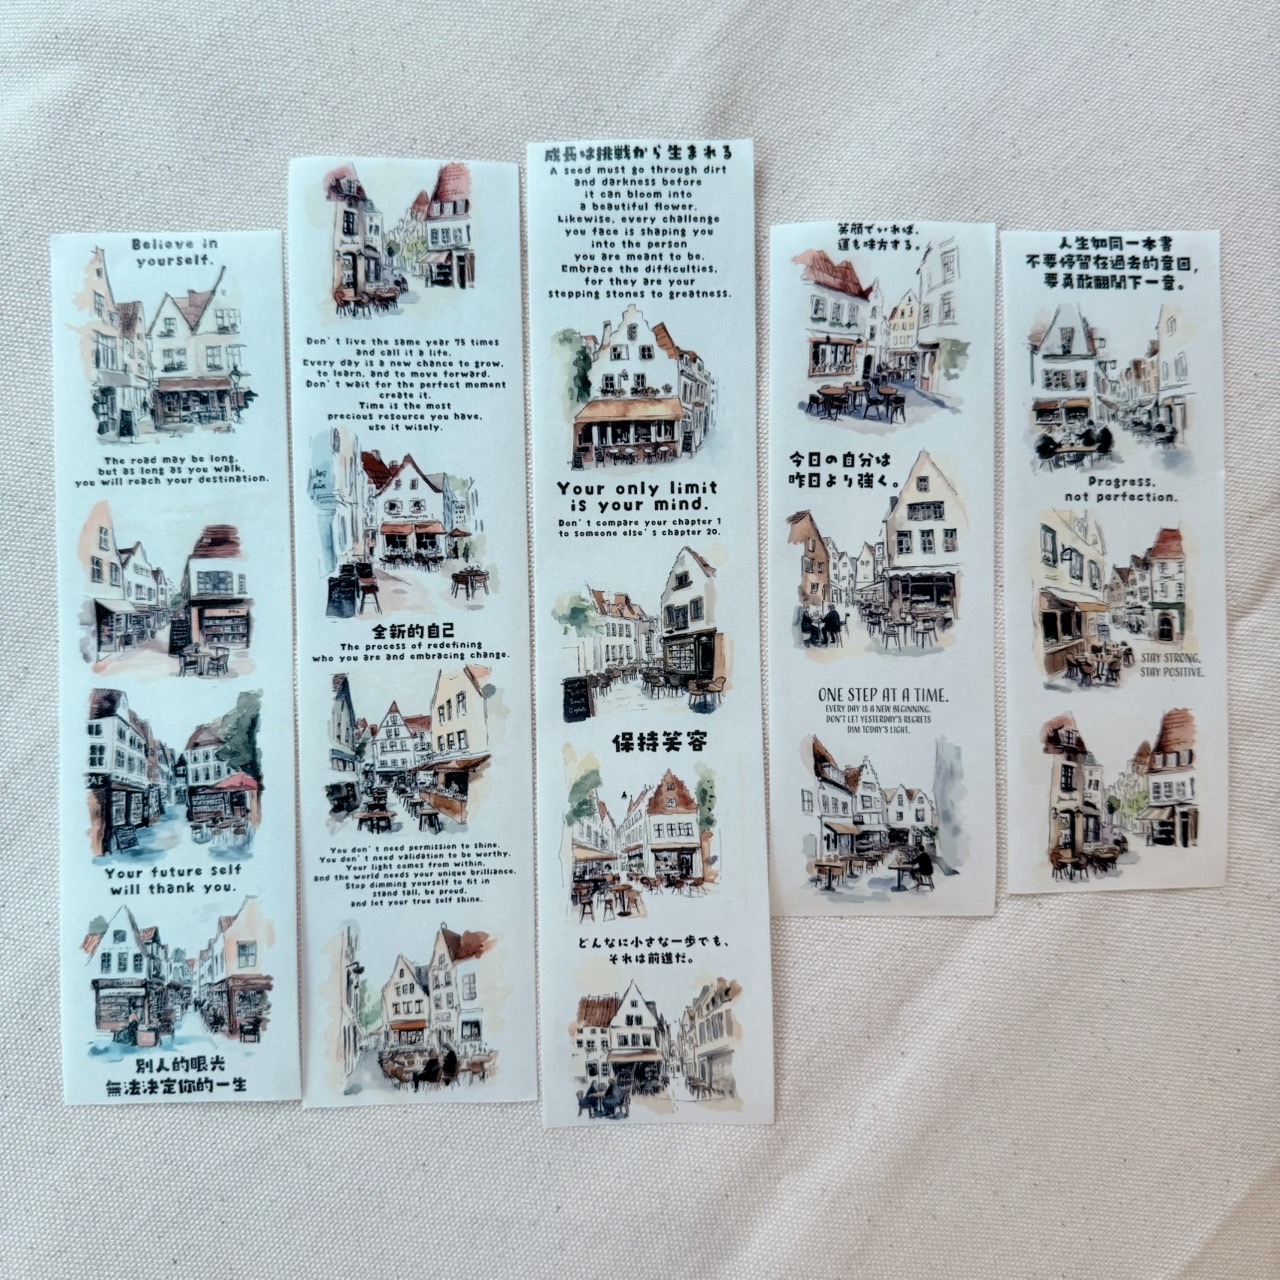 Believe in
yourself.
The road may be long,
but as long as you walk,
you will reach your destination.
Your future self
will thank you.
別人的眼光
無法決定你的一生
Don't live the same year 75 times
and call it a life.
Every day is a new chance to grow,
to learn, and to move forward.
Don't wait for the perfect moment
create it.
Time is the most
precious resource you have,
use it wisely.
全新的自己
The process of redefining
who you are and embracing change.
You don't need permission to shine.
You don't need validation to be worthy.
Your light comes from within,
and the world needs your unique brilliance.
Stop dimming yourself to fit in
stand tall, be proud,
and let your true self shine.
成長は挑戦から生まれる
A seed must go through dirt
and darkness before
it can bloom into
a beautiful flower.
Likewise, every challenge
you face is shaping you
into the person
you are meant to be.
Embrace the difficulties,
for they are your
stepping stones to greatness.
Your only limit
is your mind.
Don't compare your chapter 1
to someone else's chapter 20.
保持笑容
どんなに小さな一歩でも、
それは前進だ。
笑顔でいれば、
運も味方する。
今日の自分は
昨日より強く。
ONE STEP AT A TIME.
EVERY DAY IS A NEW BEGINNING.
DON'T LET YESTERDAY'S REGRETS
DIM TODAY'S LIGHT.
人生如同一本書
不要停留在過去的章回，
要勇敢翻開下一章。
Progress,
not perfection.
STAY STRONG,
STAY POSITIVE.